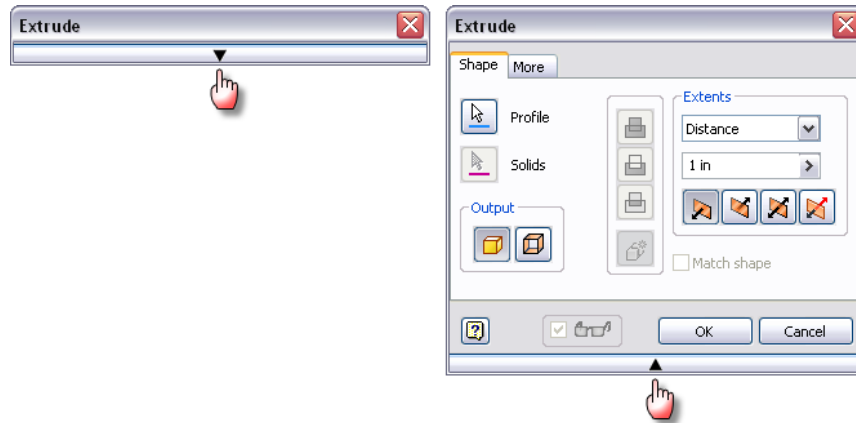 Extrude
Extrude
Shape More
Profile
Solids
Output
Extents
Distance
1 in
Match shape
OK Cancel